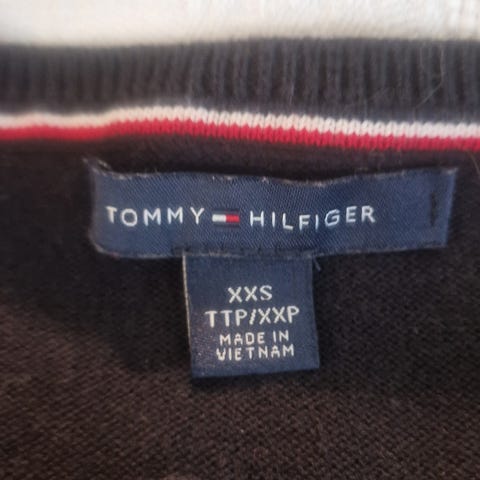 TOMMY HILFIGER
XXS
TTP/XXP
MADE IN
VIETNAM